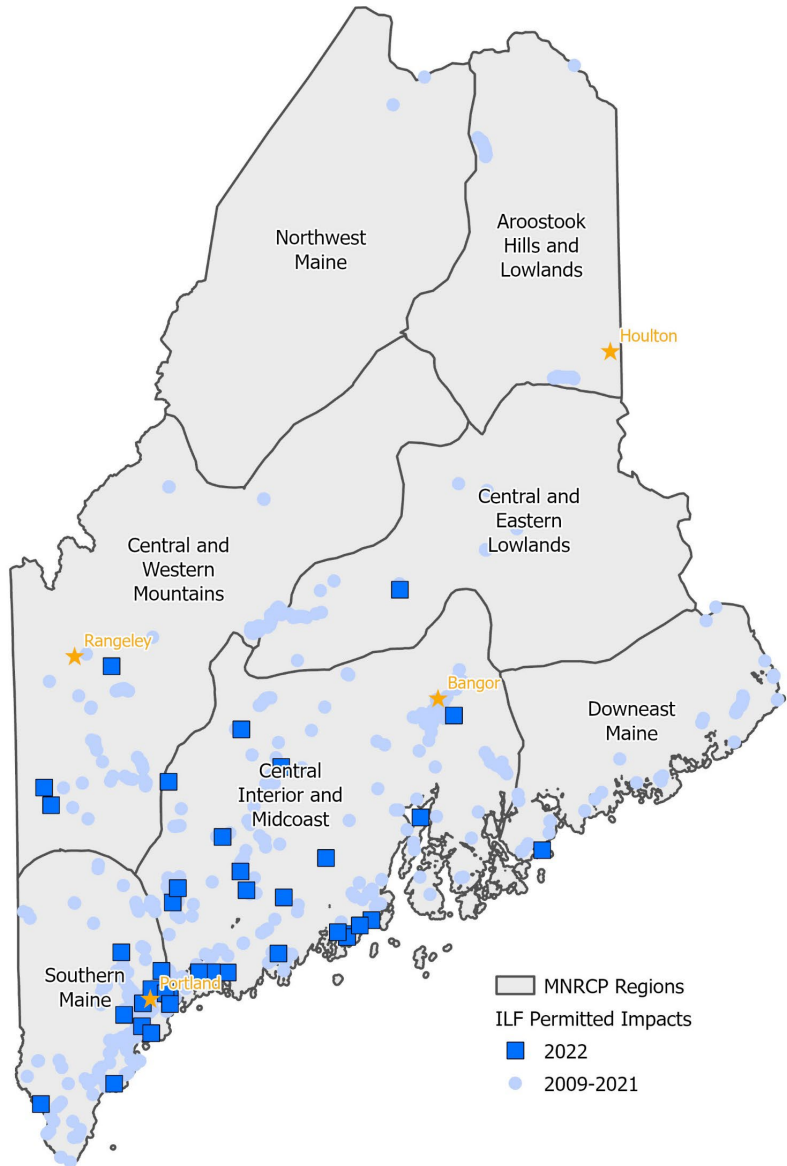 Northwest
Maine
Aroostook
Hills and
Lowlands
Houlton
Central and
Eastern
Lowlands
Central and
Western
Mountains
Rangeley
Bangor
Downeast
Maine
Central
Interior and
Midcoast
Southern
Maine
Portland
MNRCP Regions
ILF Permitted Impacts
2022
2009-2021